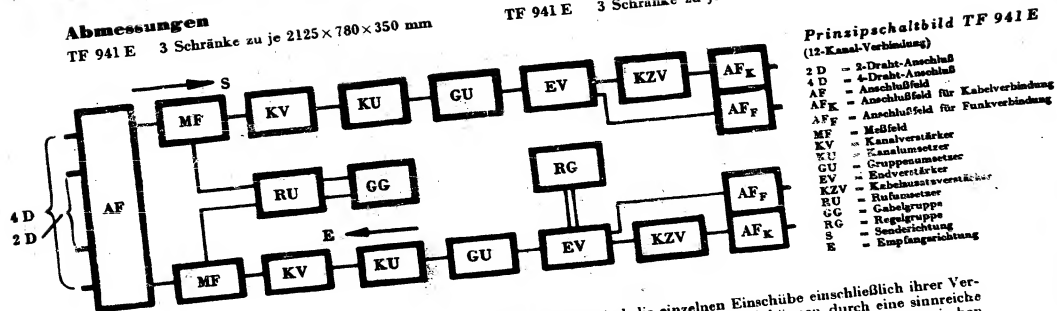 Abmessungen
TF 941 E 3 Schränke zu je 2125 × 780 × 350 mm
TF 941 E 3 Schränke zu
Prinzipschaltbild TF 941 E
(12-Kanal-Verbindung)
2 D = 2-Draht-Anschluß
4 D = 4-Draht-Anschluß
AF = Anschlußfeld
AFK = Anschlußfeld für Kabelverbindung
AFF = Anschlußfeld für Funkverbindung
MF = Meßfeld
KV = Kanalverstärker
KU = Kanalumsetzer
GU = Gruppenumsetzer
EV = Endverstärker
KZV = Kabelzusatzverstärker
RU = Rufumsetzer
GG = Gabelgruppe
RG = Regelgruppe
S = Senderichtung
E = Empfangsrichtung
S
MF
KV
KU
GU
EV
KZV
AFK
AFF
4 D
2 D
AF
RU
GG
RG
E
MF
KV
KU
GU
EV
KZV
AFF
AFK
die einzelnen Einschübe einschließlich ihrer Ver-
durch eine sinnreiche